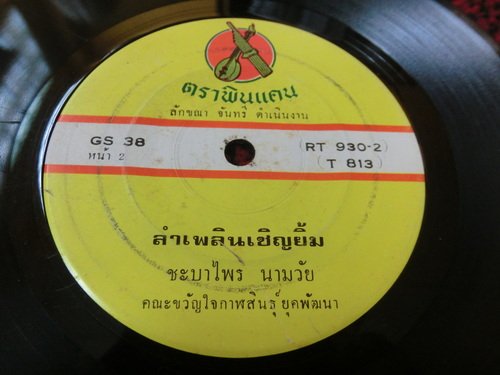 ตราพิณแคน
ลักขณา จันทร์ ดำเนินงาน
GS 38
หน้า 2
(RT 930-2)
(T 813)
ลำเพลินเชิญยิ้ม
ชะบาไพร นามวัย
คณะขวัญใจกาฬสินธุ์ยุคพัฒนา